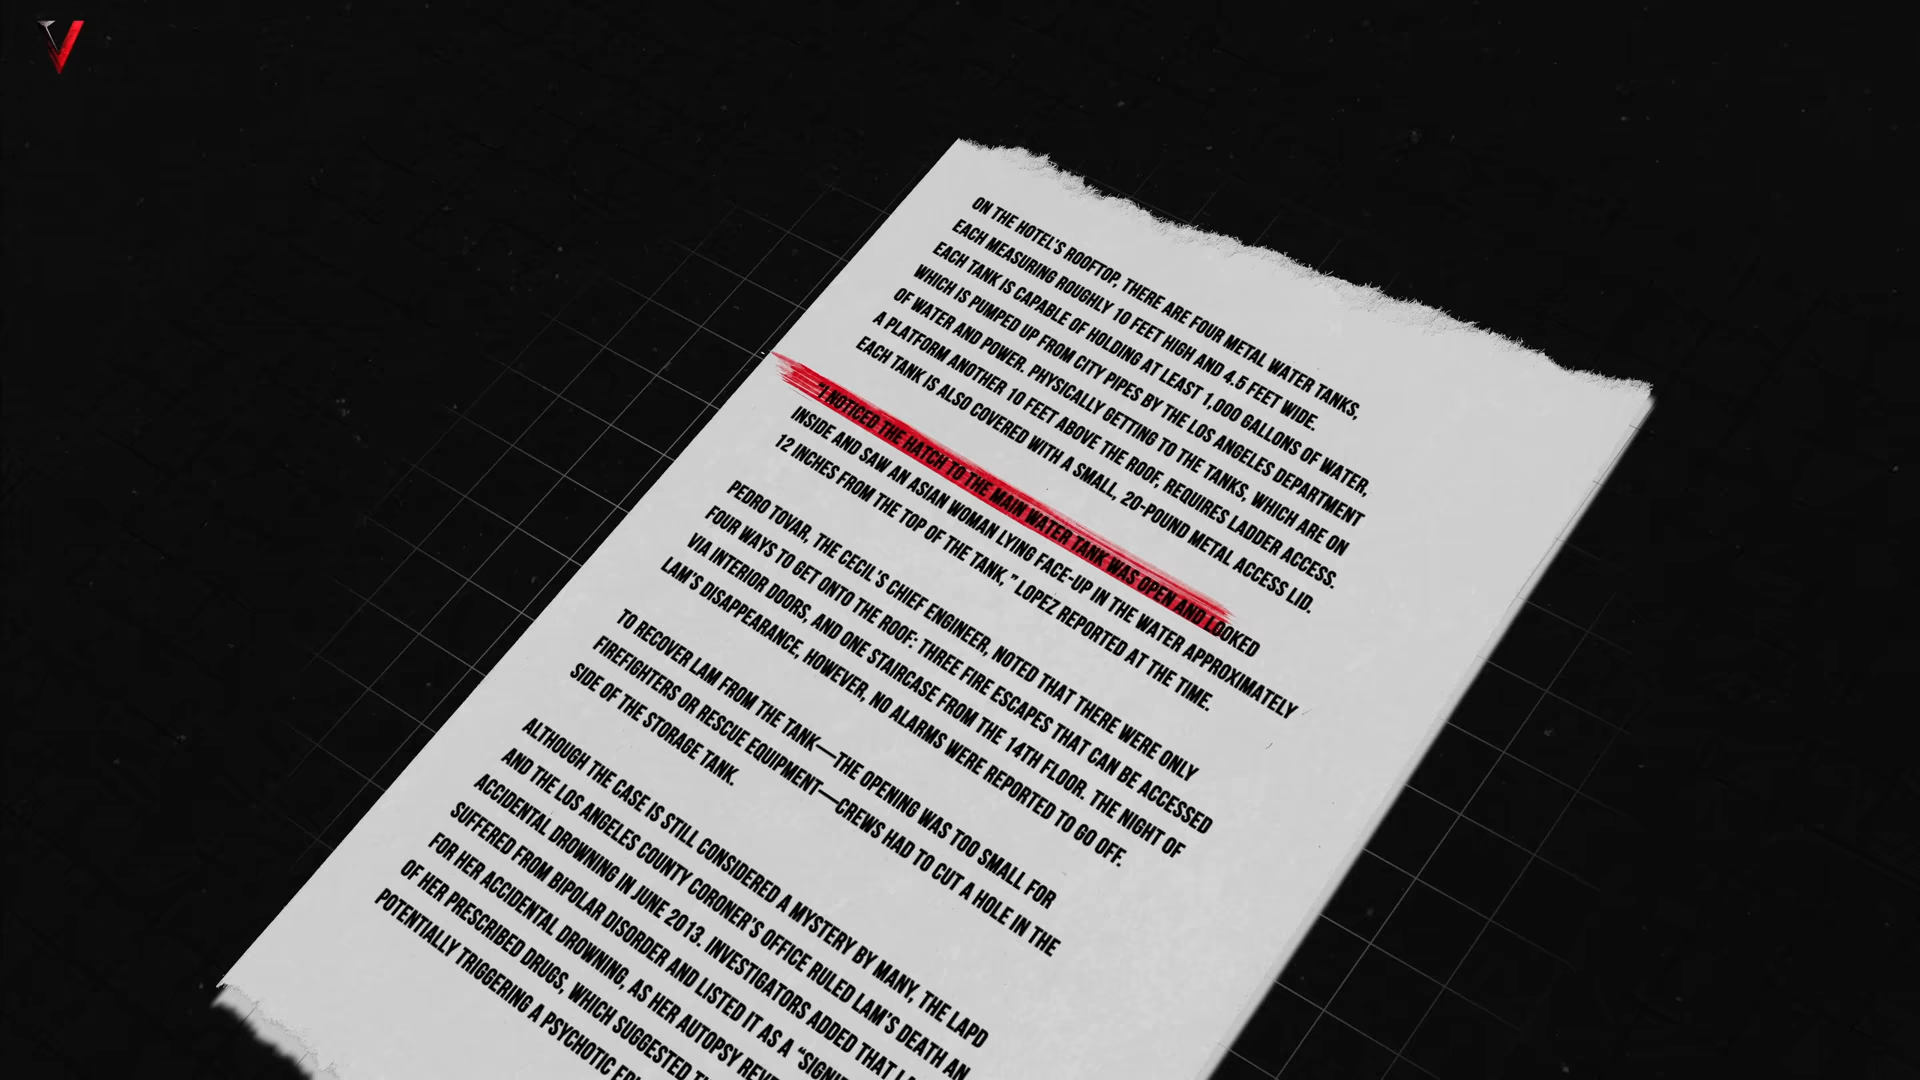 ON THE HOTEL'S ROOFTOP, THERE ARE FOUR METAL WATER TANKS,
EACH MEASURING ROUGHLY 10 FEET HIGH AND 4.5 FEET WIDE.
EACH TANK IS CAPABLE OF HOLDING AT LEAST 1,000 GALLONS OF WATER,
WHICH IS PUMPED UP FROM CITY PIPES BY THE LOS ANGELES DEPARTMENT
OF WATER AND POWER. PHYSICALLY GETTING TO THE TANKS, WHICH ARE ON
A PLATFORM ANOTHER 10 FEET ABOVE THE ROOF, REQUIRES LADDER ACCESS.
EACH TANK IS ALSO COVERED WITH A SMALL, 20-POUND METAL ACCESS LID.
"I NOTICED THE HATCH TO THE MAIN WATER TANK WAS OPEN AND LOOKED
INSIDE AND SAW AN ASIAN WOMAN LYING FACE-UP IN THE WATER APPROXIMATELY
12 INCHES FROM THE TOP OF THE TANK," LOPEZ REPORTED AT THE TIME.
PEDRO TOVAR, THE CECIL'S CHIEF ENGINEER, NOTED THAT THERE WERE ONLY
FOUR WAYS TO GET ONTO THE ROOF: THREE FIRE ESCAPES THAT CAN BE ACCESSED
VIA INTERIOR DOORS, AND ONE STAIRCASE FROM THE 14TH FLOOR. THE NIGHT OF
LAM'S DISAPPEARANCE, HOWEVER, NO ALARMS WERE REPORTED TO GO OFF.
TO RECOVER LAM FROM THE TANK—THE OPENING WAS TOO SMALL FOR
FIREFIGHTERS OR RESCUE EQUIPMENT—CREWS HAD TO CUT A HOLE IN THE
SIDE OF THE STORAGE TANK.
ALTHOUGH THE CASE IS STILL CONSIDERED A MYSTERY BY MANY, THE LAPD
AND THE LOS ANGELES COUNTY CORONER'S OFFICE RULED LAM'S DEATH AN
ACCIDENTAL DROWNING IN JUNE 2013. INVESTIGATORS ADDED THAT
SUFFERED FROM BIPOLAR DISORDER AND LISTED IT AS A
FOR HER ACCIDENTAL DROWNING, AS HER AUTOPSY
OF HER PRESCRIBED DRUGS, WHICH SUGGESTED
POTENTIALLY TRIGGERING A PSYCHOTIC